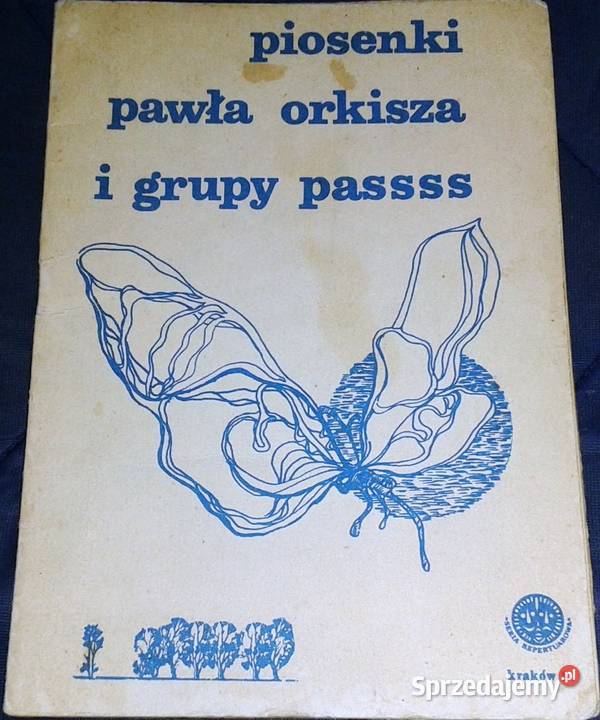 piosenki
pawła orkisza
i grupy passss
SERIA REPERTUAROWA
kraków
Sprzedajemy.pl